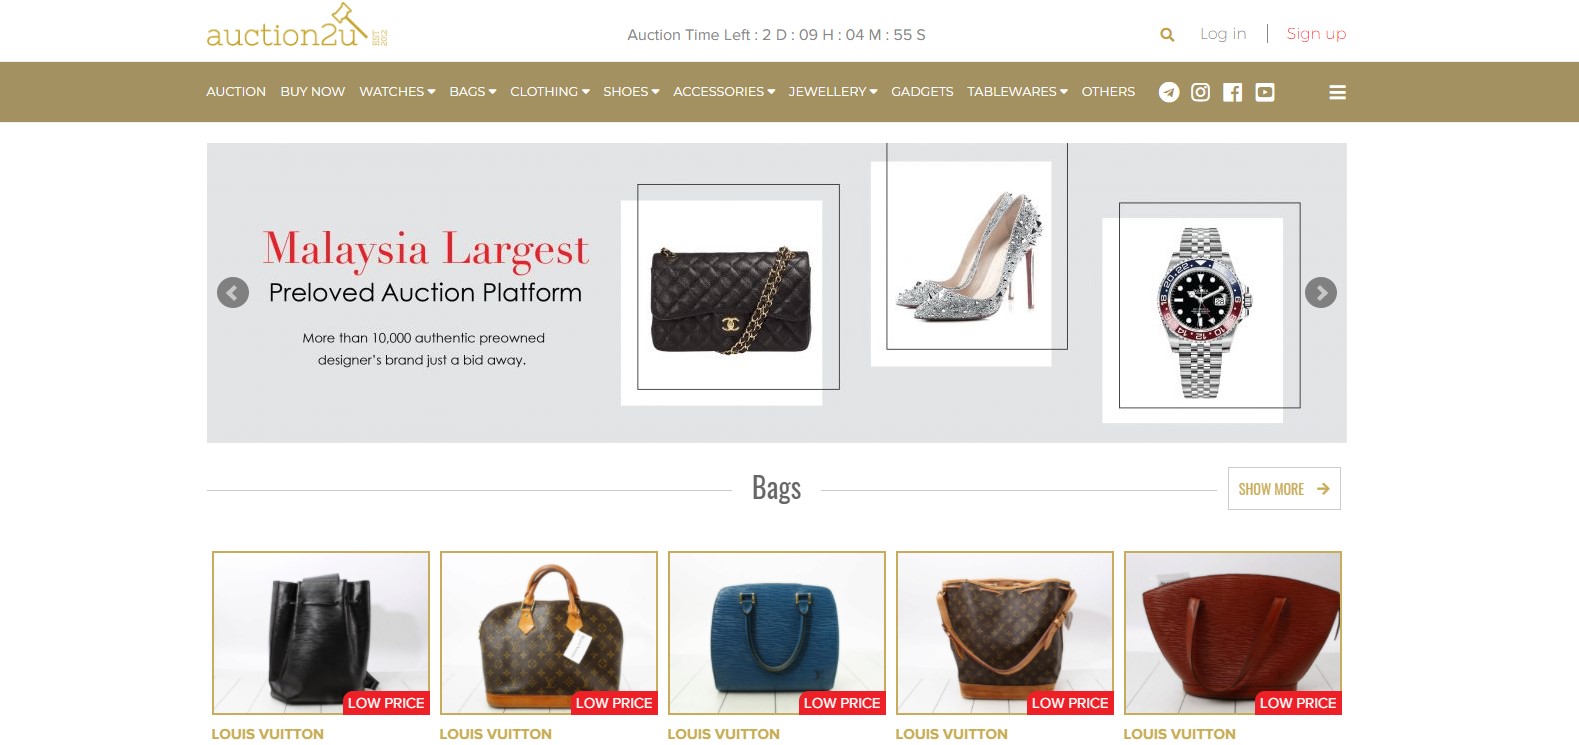 auction2u EST 2012
Auction Time Left : 2 D : 09 H : 04 M : 55 S
Log in
Sign up
AUCTION BUY NOW WATCHES BAGS CLOTHING SHOES ACCESSORIES JEWELLERY GADGETS TABLEWARES OTHERS
Malaysia Largest
Preloved Auction Platform
More than 10,000 authentic preowned
designer's brand just a bid away.
Bags
SHOW MORE
LOW PRICE
LOW PRICE
LOW PRICE
LOW PRICE
LOW PRICE
LOUIS VUITTON
LOUIS VUITTON
LOUIS VUITTON
LOUIS VUITTON
LOUIS VUITTON